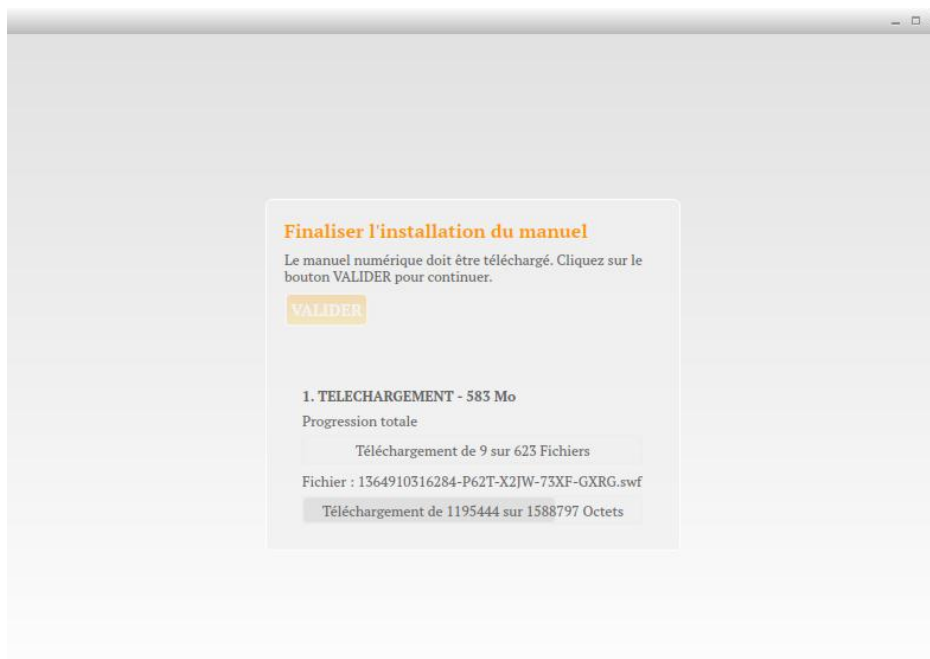 Finaliser l'installation du manuel
Le manuel numérique doit être téléchargé. Cliquez sur le
bouton VALIDER pour continuer.
VALIDER
1. TELECHARGEMENT - 583 Mo
Progression totale
Téléchargement de 9 sur 623 Fichiers
Fichier : 1364910316284-P62T-X2JW-73XF-GXRG.swf
Téléchargement de 1195444 sur 1588797 Octets